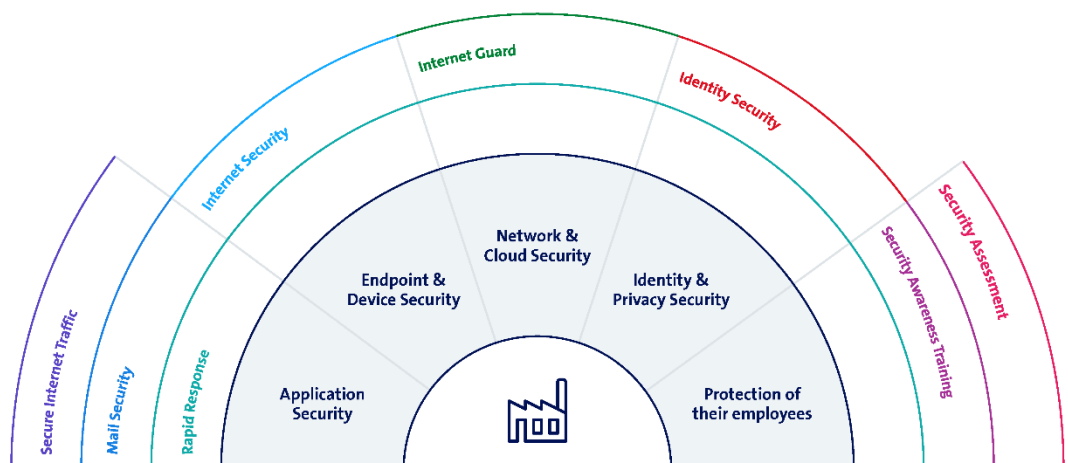 Internet Guard
Identity Security
Internet Security
Security Assessment
Security Awareness Training
Secure Internet Traffic
Mail Security
Rapid Response
Network &
Cloud Security
Endpoint &
Device Security
Identity &
Privacy Security
Application
Security
Protection of
their employees